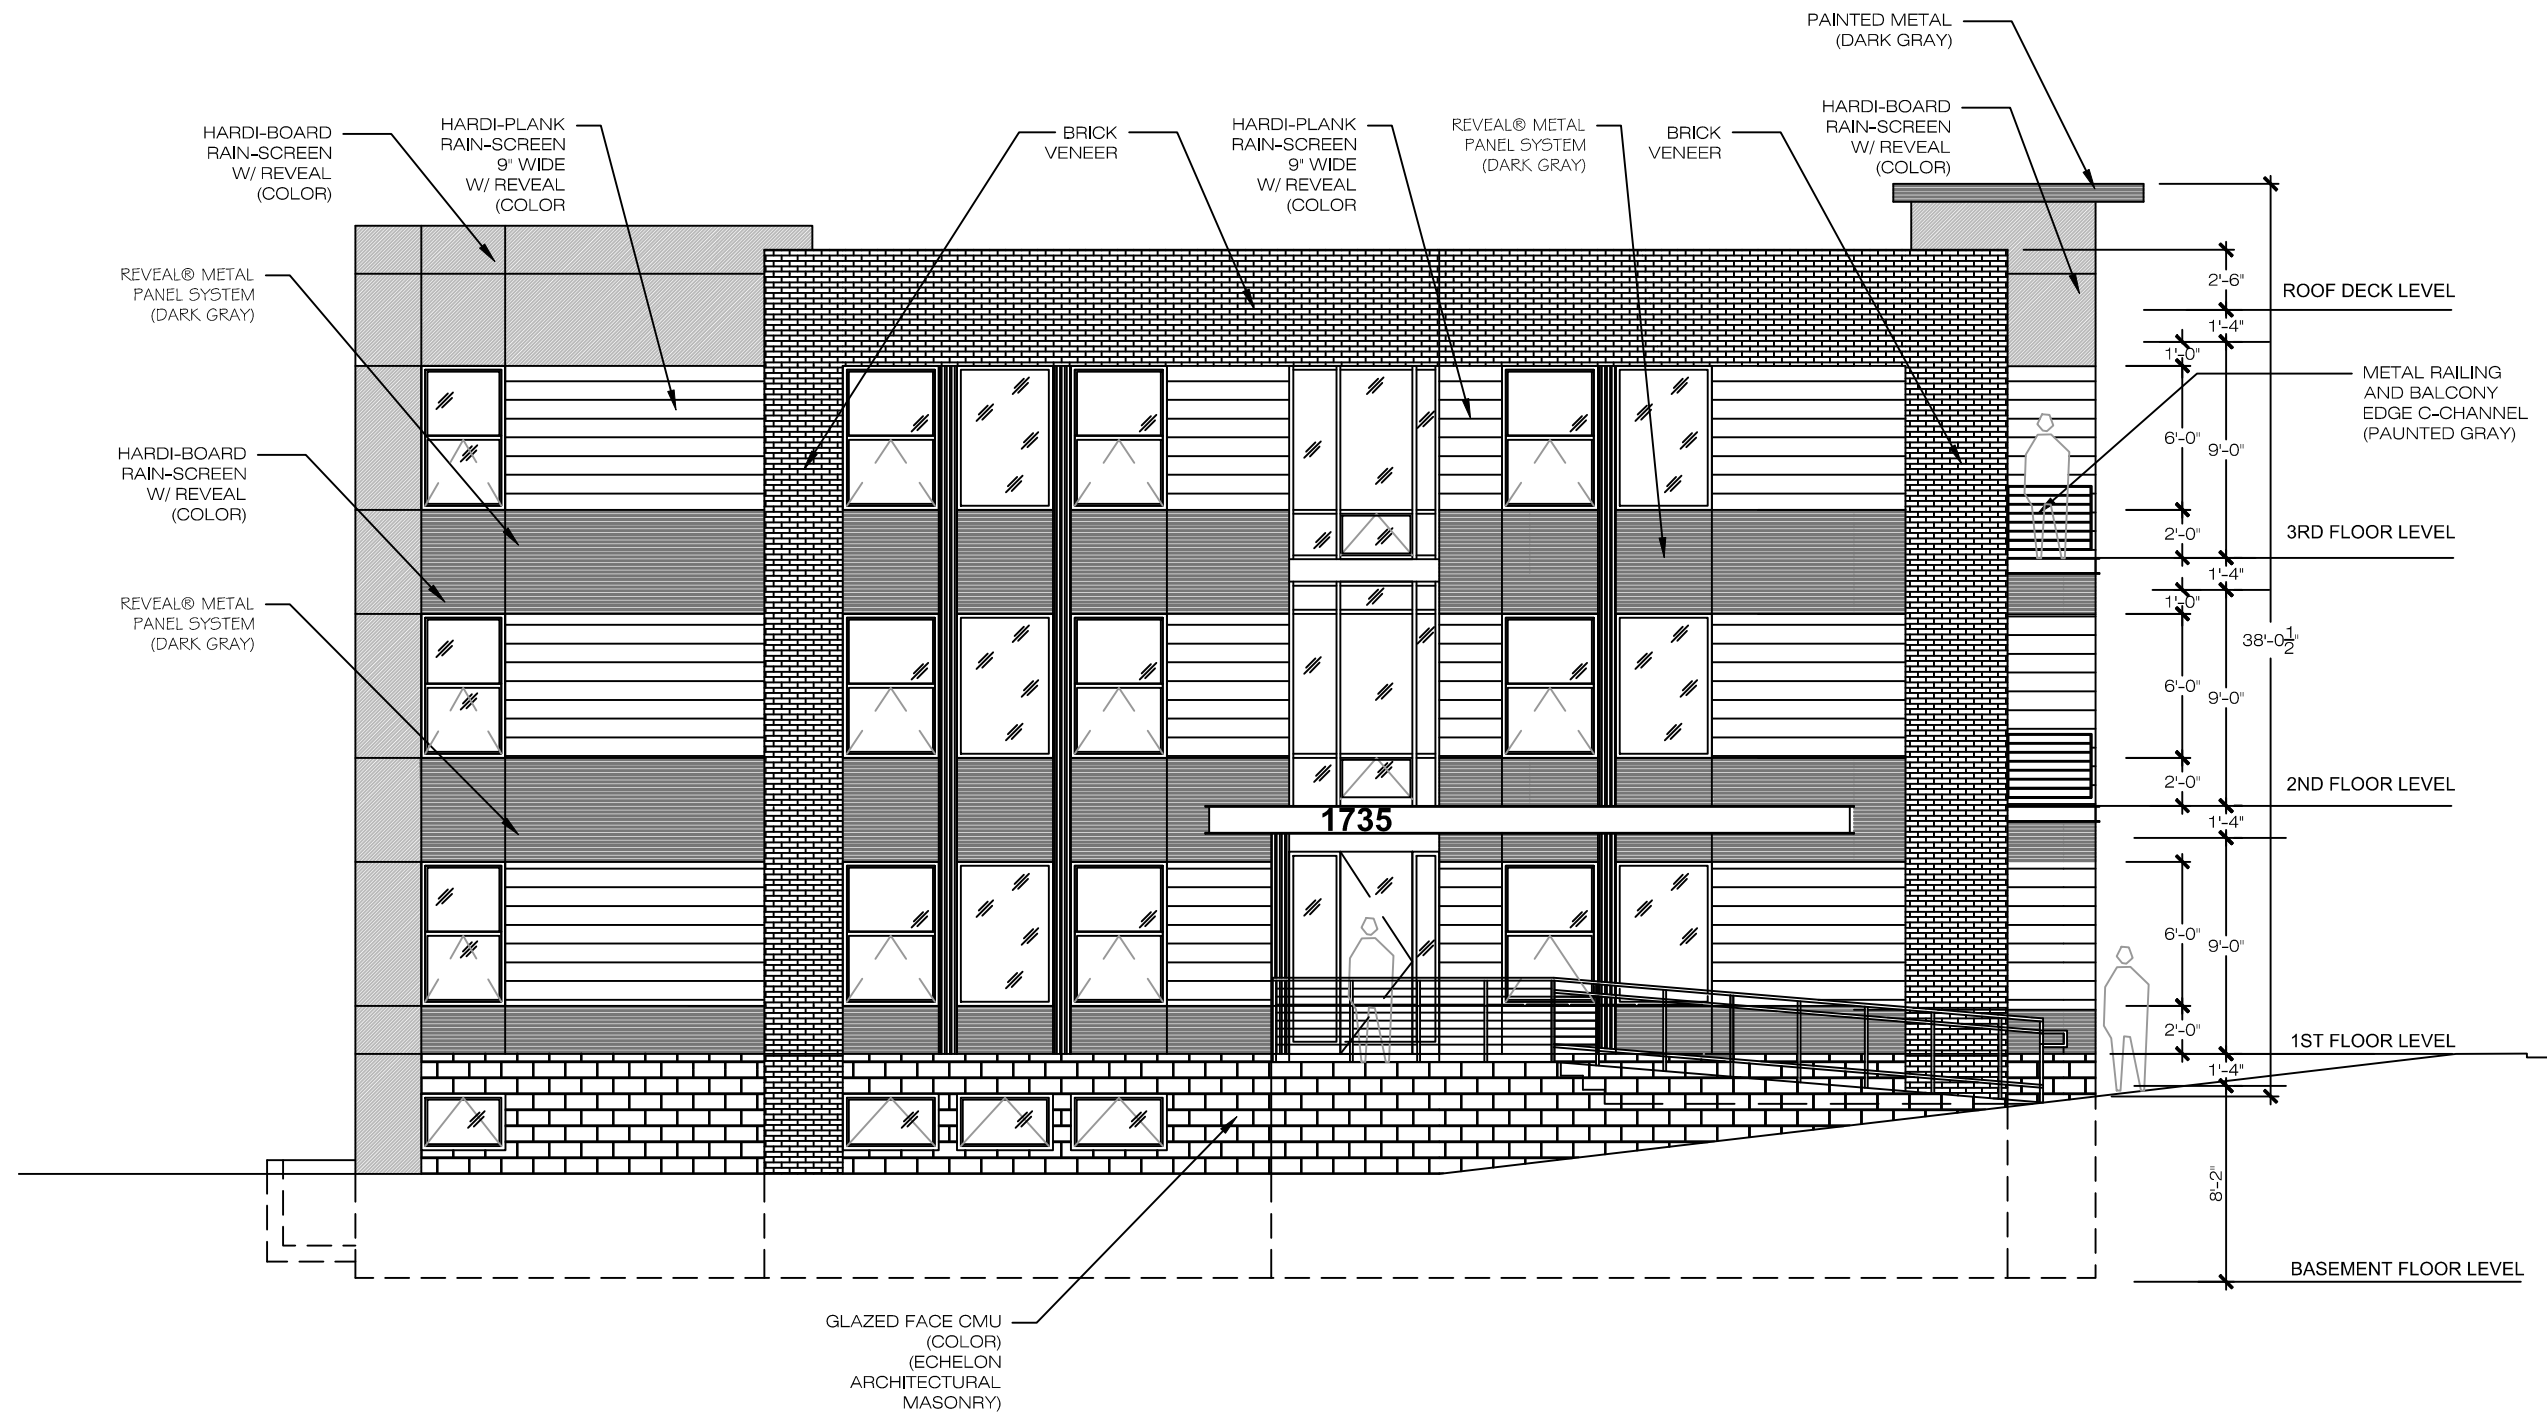 PAINTED METAL
(DARK GRAY)
HARDI-BOARD
RAIN-SCREEN
W/ REVEAL
(COLOR)
HARDI-PLANK
RAIN-SCREEN
9" WIDE
W/ REVEAL
(COLOR
BRICK
VENEER
HARDI-PLANK
RAIN-SCREEN
9" WIDE
W/ REVEAL
(COLOR
REVEAL® METAL
PANEL SYSTEM
(DARK GRAY)
BRICK
VENEER
HARDI-BOARD
RAIN-SCREEN
W/ REVEAL
(COLOR)
REVEAL® METAL
PANEL SYSTEM
(DARK GRAY)
HARDI-BOARD
RAIN-SCREEN
W/ REVEAL
(COLOR)
REVEAL® METAL
PANEL SYSTEM
(DARK GRAY)
METAL RAILING
AND BALCONY
EDGE C-CHANNEL
(PAUNTED GRAY)
2'-6"
ROOF DECK LEVEL
1'-4"
1'-0"
6'-0"
9'-0"
2'-0"
3RD FLOOR LEVEL
1'-4"
1'-0"
38'-0½"
6'-0"
9'-0"
2'-0"
2ND FLOOR LEVEL
1'-4"
1735
6'-0"
9'-0"
2'-0"
1ST FLOOR LEVEL
1'-4"
8'-2"
BASEMENT FLOOR LEVEL
GLAZED FACE CMU
(COLOR)
(ECHELON
ARCHITECTURAL
MASONRY)